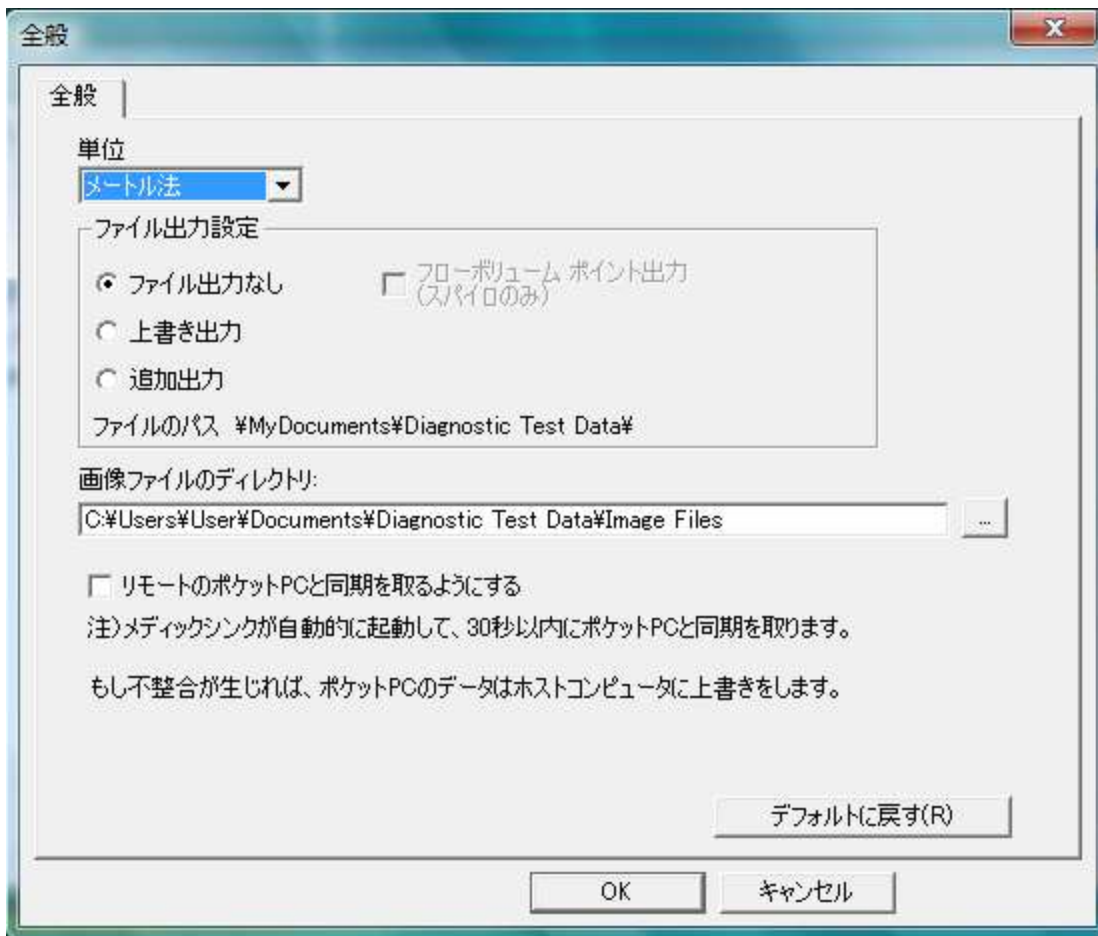 全般
全般
単位
メートル法
ファイル出力設定
ファイル出力なし
フローボリューム ポイント出力
(スパイロのみ)
上書き出力
追加出力
ファイルのパス ¥MyDocuments¥Diagnostic Test Data¥
画像ファイルのディレクトリ:
C:¥Users¥User¥Documents¥Diagnostic Test Data¥Image Files
...
リモートのポケットPCと同期を取るようにする
注)メディックシンクが自動的に起動して、30秒以内にポケットPCと同期を取ります。
もし不整合が生じれば、ポケットPCのデータはホストコンピュータに上書きをします。
デフォルトに戻す(R)
OK
キャンセル